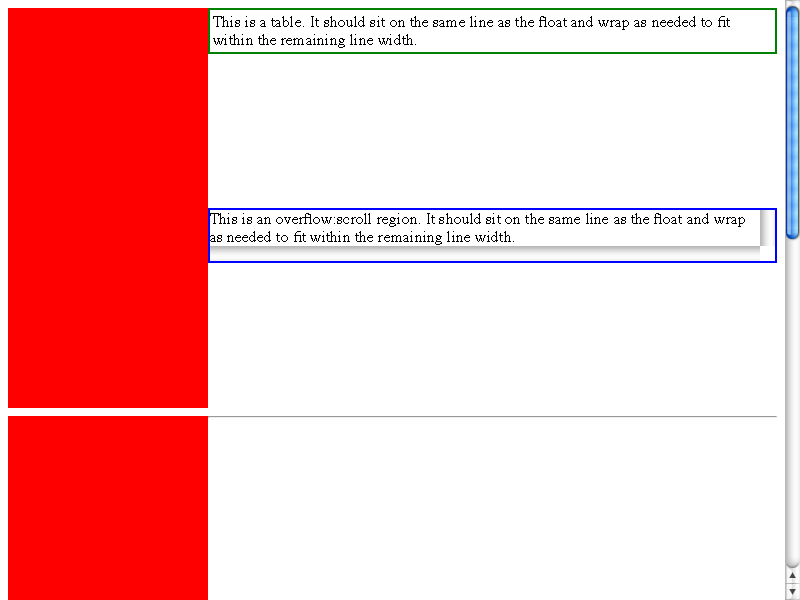 This is a table. It should sit on the same line as the float and wrap as needed to fit
within the remaining line width.
This is an overflow:scroll region. It should sit on the same line as the float and wrap
as needed to fit within the remaining line width.